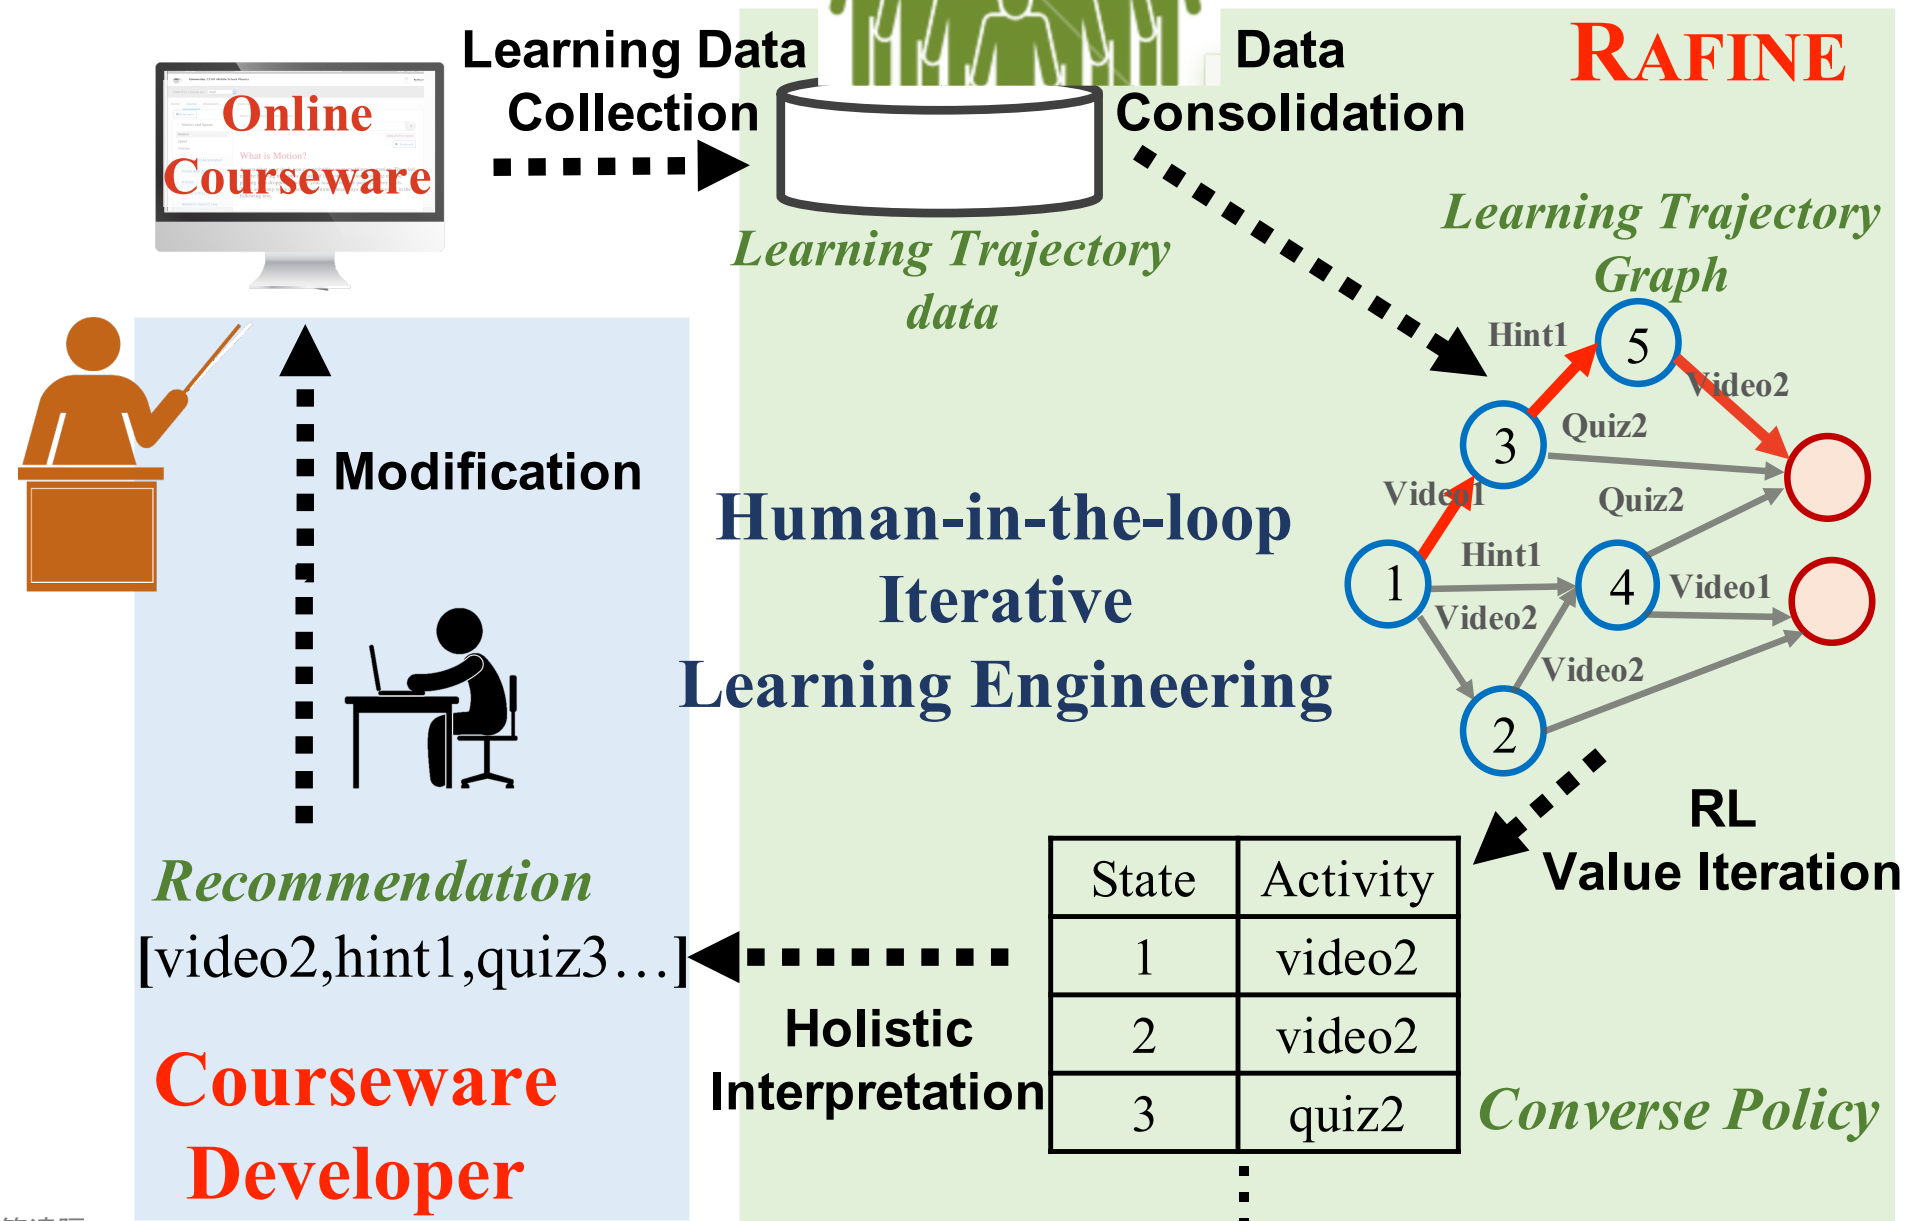 Learning Data
Collection
Data
Consolidation
RAFINE
Online
Courseware
What is Motion?
Learning Trajectory
data
Learning Trajectory
Graph
Hint1
5
Video2
3
Quiz2
Video1
Quiz2
Hint1
1
4
Video1
Video2
Video2
2
Modification
Human-in-the-loop
Iterative
Learning Engineering
RL
Value Iteration
State Activity
1 video2
2 video2
3 quiz2
Recommendation
[video2,hint1,quiz3…]
Holistic
Interpretation
Converse Policy
Courseware
Developer